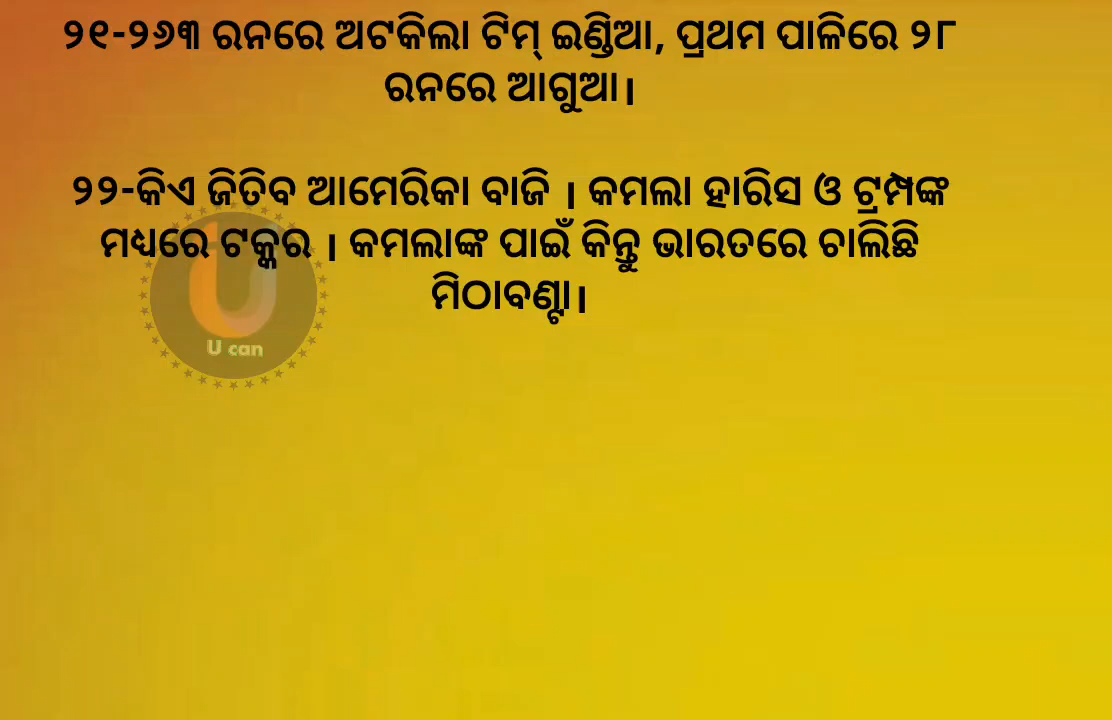 ୨୧-୨୬୩ ରନରେ ଅଟକିଲା ଟିମ୍ ଇଣ୍ଡିଆ, ପ୍ରଥମ ପାଳିରେ ୨୮
ରନରେ ଆଗୁଆ।
୨୨-କିଏ ଜିତିବ ଆମେରିକା ବାଜି । କମଲା ହାରିସ ଓ ଟ୍ରମ୍ପଙ୍କ
ମଧ୍ୟରେ ଟକ୍କର । କମଲାଙ୍କ ପାଇଁ କିନ୍ତୁ ଭାରତରେ ଚାଲିଛି
ମିଠାବଣ୍ଟା।
U can